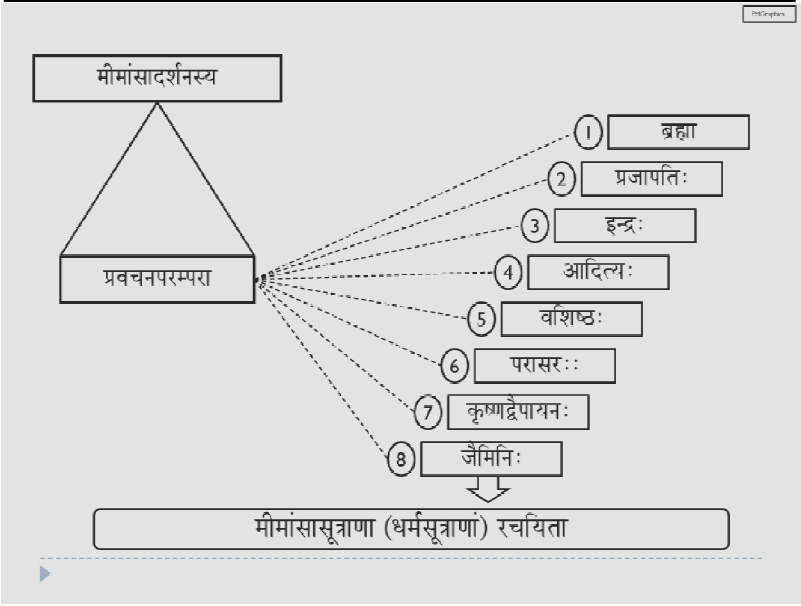 PMGraphics
मीमांसादर्शनस्य
प्रवचनपरम्परा
1 ब्रह्मा
2 प्रजापतिः
3 इन्द्रः
4 आदित्यः
5 वशिष्ठः
6 परासरःः
7 कृष्णद्वैपायनः
8 जैमिनिः
मीमांसासूत्राणा (धर्मसूत्राणां) रचयिता